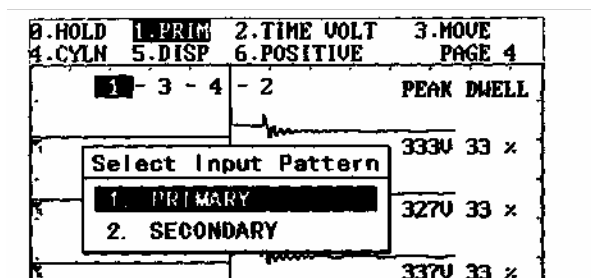 0.HOLD 1.PRIM 2.TIME VOLT 3.MOVE
4.CYLN 5.DISP 6.POSITIVE PAGE 4
1 - 3 - 4 - 2 PEAK DWELL
333V 33 %
Select Input Pattern
1. PRIMARY
327V 33 %
2. SECONDARY
337V 33 %